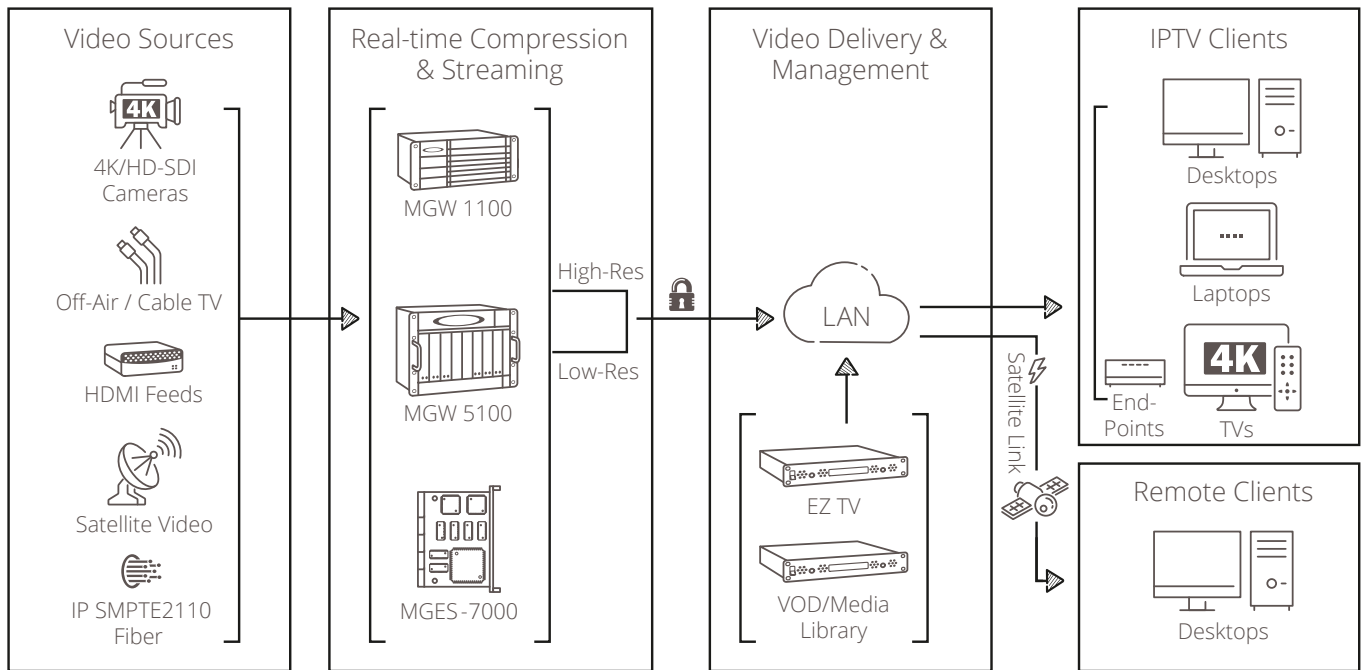 Video Sources
4K
4K/HD-SDI
Cameras
Off-Air / Cable TV
HDMI Feeds
Satellite Video
IP SMPTE2110
Fiber
Real-time Compression
& Streaming
MGW 1100
MGW 5100
MGES-7000
High-Res
Low-Res
Video Delivery &
Management
LAN
EZ TV
VOD/Media
Library
Satellite Link
IPTV Clients
Desktops
Laptops
4K
End-
Points
TVs
Remote Clients
Desktops